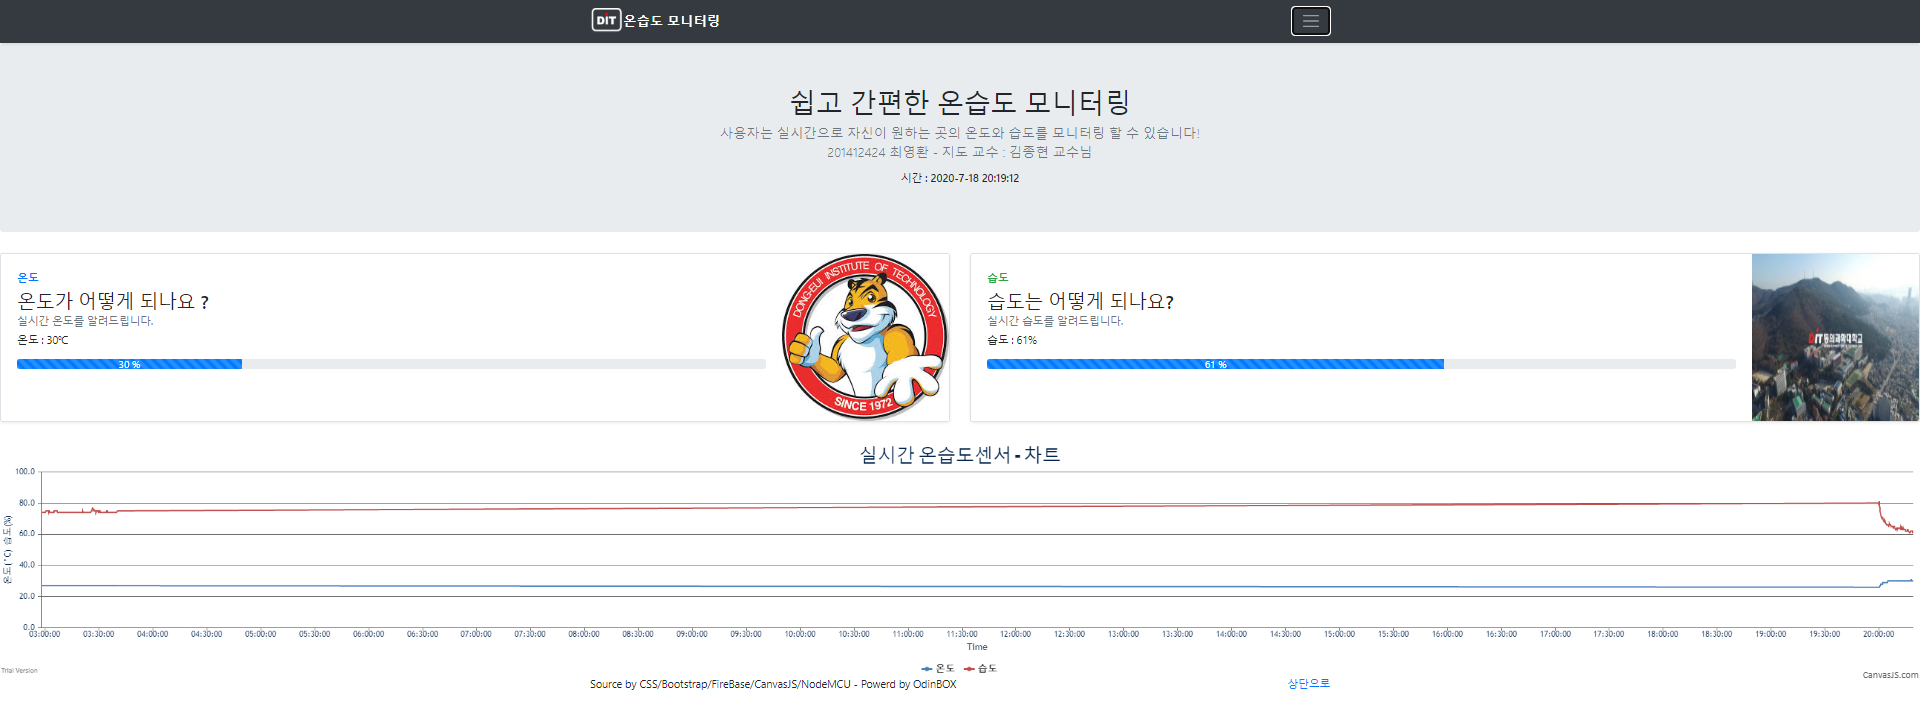 DIT 온습도 모니터링
쉽고 간편한 온습도 모니터링
사용자는 실시간으로 자신이 원하는 곳의 온도와 습도를 모니터링 할 수 있습니다!
201412424 최영환 - 지도 교수 : 김종현 교수님
시간 : 2020-7-18 20:19:12
온도
온도가 어떻게 되나요 ?
실시간 온도를 알려드립니다.
온도 : 30℃
30 %
DONG-EUI INSTITUTE OF TECHNOLOGY
SINCE 1972
습도
습도는 어떻게 되나요?
실시간 습도를 알려드립니다.
습도 : 61%
61 %
DIT 동의과학대학교
실시간 온습도센서 - 차트
온도(°C) 습도(%)
100.0
80.0
60.0
40.0
20.0
0.0
03:00:00 03:30:00 04:00:00 04:30:00 05:00:00 05:30:00 06:00:00 06:30:00 07:00:00 07:30:00 08:00:00 08:30:00 09:00:00 09:30:00 10:00:00 10:30:00 11:00:00 11:30:00 12:00:00 12:30:00 13:00:00 13:30:00 14:00:00 14:30:00 15:00:00 15:30:00 16:00:00 16:30:00 17:00:00 17:30:00 18:00:00 18:30:00 19:00:00 19:30:00 20:00:00
Time
온도 습도
Trial Version
CanvasJS.com
Source by CSS/Bootstrap/FireBase/CanvasJS/NodeMCU - Powerd by OdinBOX
상단으로